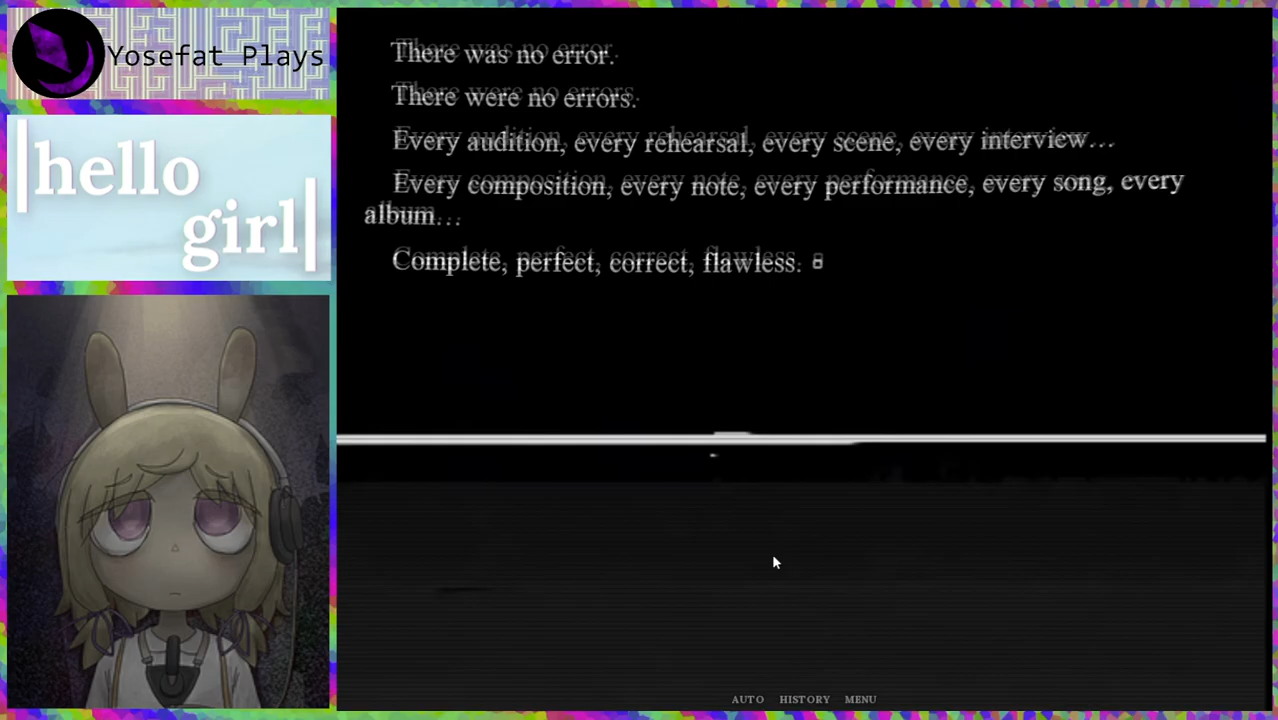 Yosefat Plays
|hello
girl|
There was no error.
There were no errors.
Every audition, every rehearsal, every scene, every interview…
Every composition, every note, every performance, every song, every
album…
Complete, perfect, correct, flawless.
AUTO HISTORY MENU